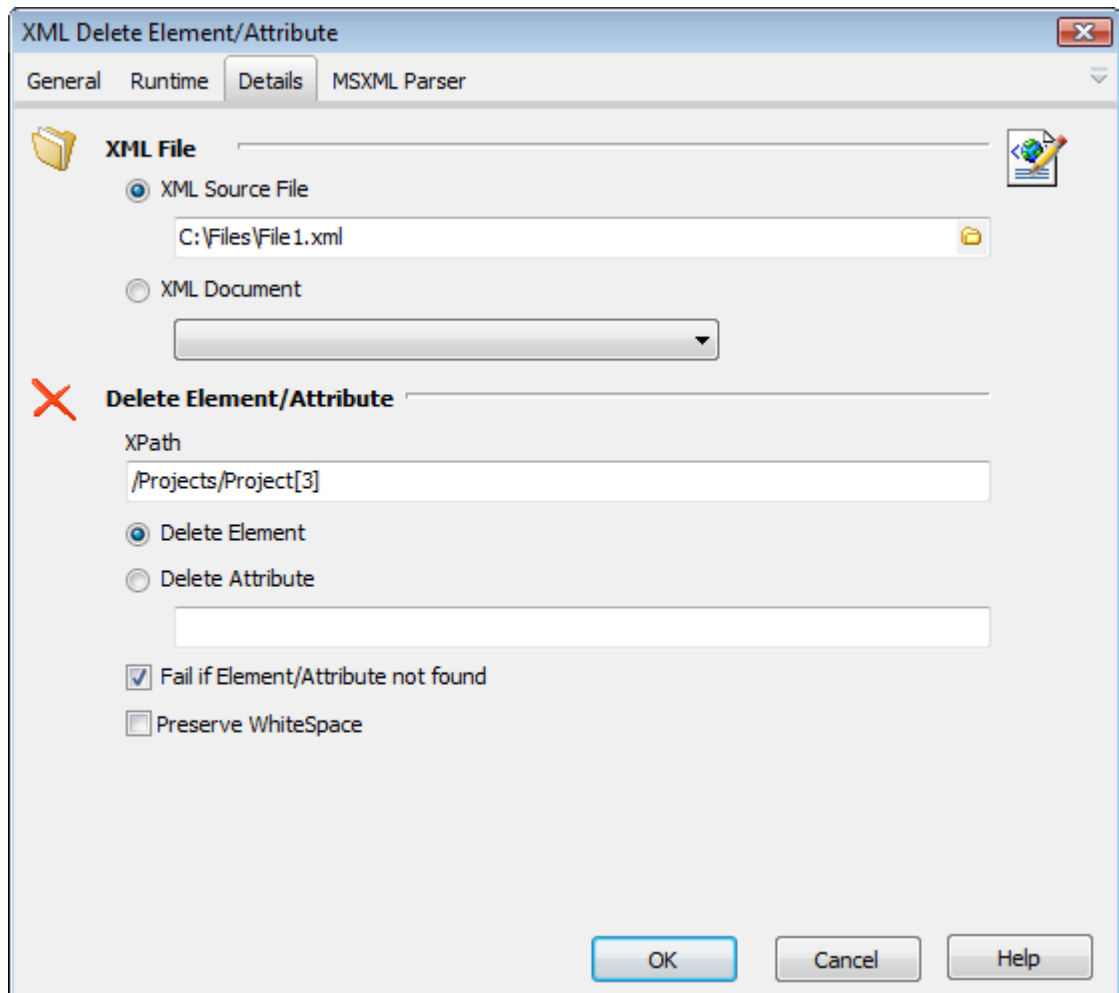 XML Delete Element/Attribute
General Runtime Details MSXML Parser
XML File
XML Source File
C:\Files\File1.xml
XML Document
Delete Element/Attribute
XPath
/Projects/Project[3]
Delete Element
Delete Attribute
Fail if Element/Attribute not found
Preserve WhiteSpace
OK Cancel Help